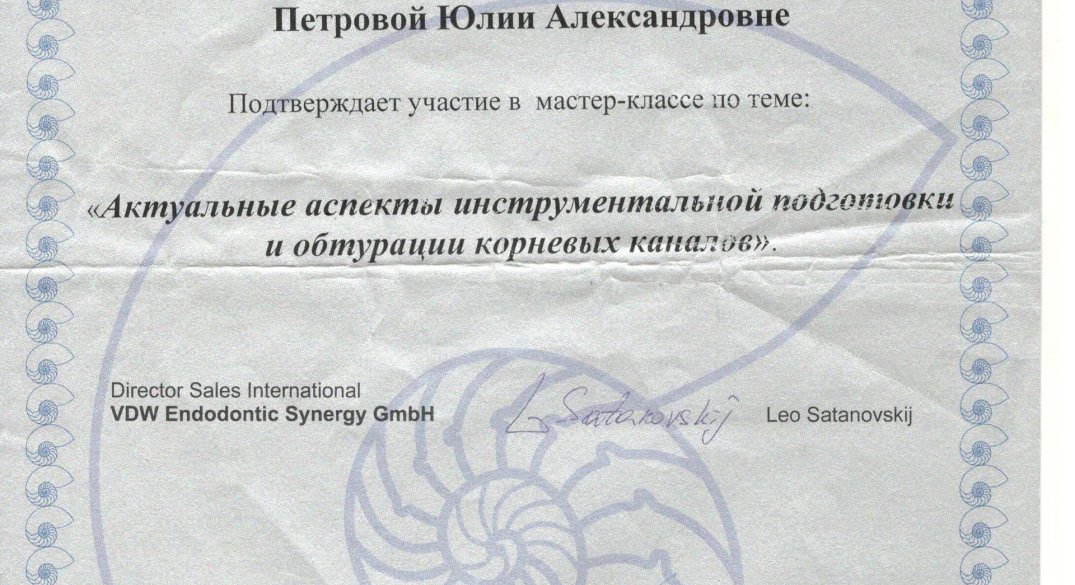 Петровой Юлии Александровне
Подтверждает участие в мастер-классе по теме:
«Актуальные аспекты инструментальной подготовки
и обтурации корневых каналов».
Director Sales International
VDW Endodontic Synergy GmbH
L Satanovskij
Leo Satanovskij